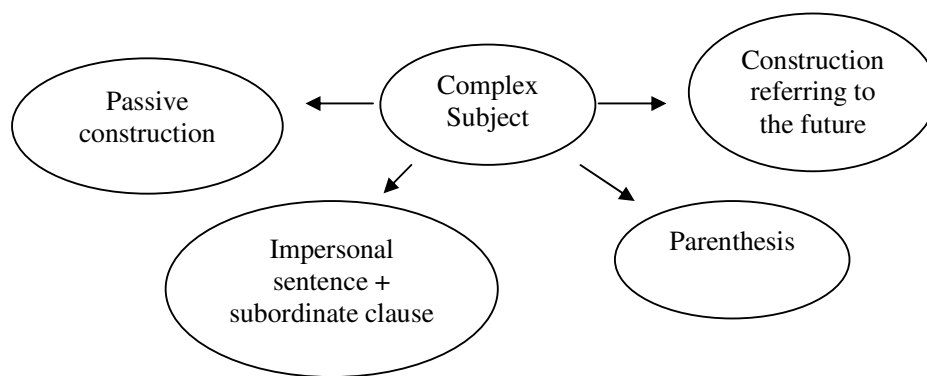 Passive
construction
Complex
Subject
Construction
referring to
the future
Impersonal
sentence +
subordinate clause
Parenthesis